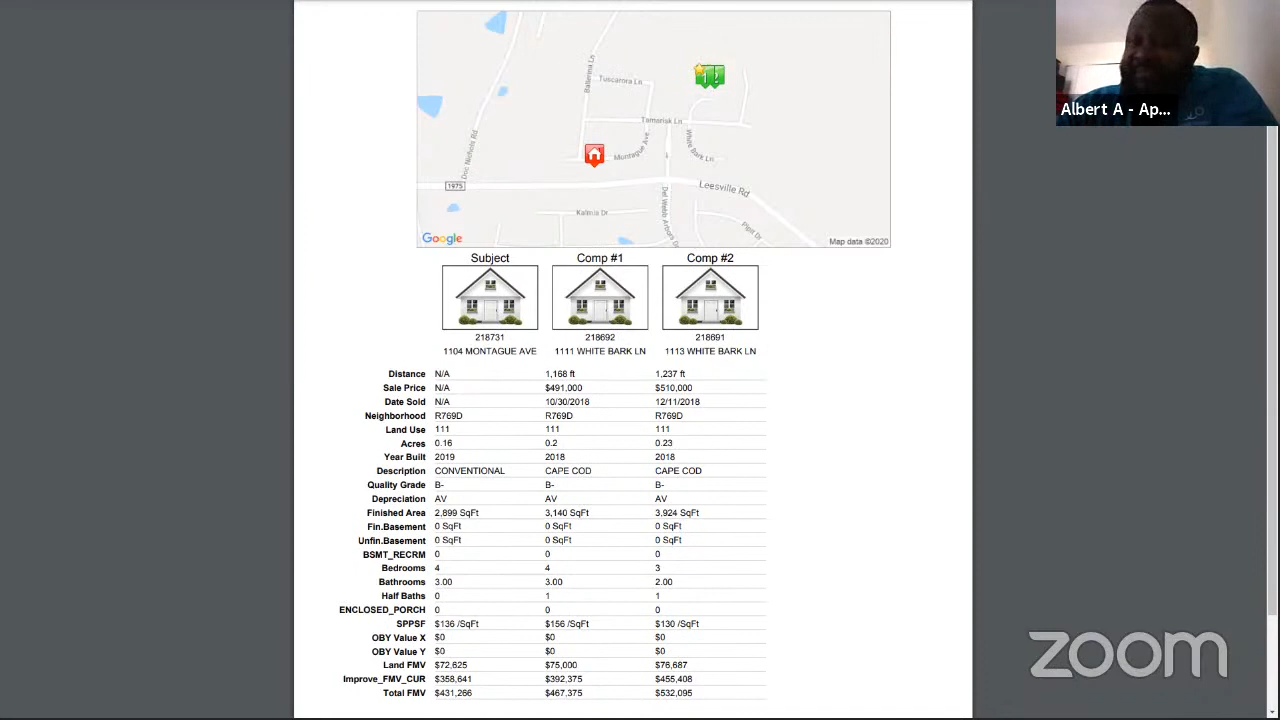 Albert A - Ap...
Ballerina Ln
Tuscarora Ln
Tamarisk Ln
Doc Nichols Rd
Montague Ave
White Bark Ln
1975
Leesville Rd
Kalmia Dr
Del Webb Arbors Dr
Pipit Dr
Google
Map data ©2020
Subject Comp #1 Comp #2
218731 218692 218691
1104 MONTAGUE AVE 1111 WHITE BARK LN 1113 WHITE BARK LN
Distance N/A 1,168 ft 1,237 ft
Sale Price N/A $491,000 $510,000
Date Sold N/A 10/30/2018 12/11/2018
Neighborhood R769D R769D R769D
Land Use 111 111 111
Acres 0.16 0.2 0.23
Year Built 2019 2018 2018
Description CONVENTIONAL CAPE COD CAPE COD
Quality Grade B- B- B-
Depreciation AV AV AV
Finished Area 2,899 SqFt 3,140 SqFt 3,924 SqFt
Fin.Basement 0 SqFt 0 SqFt 0 SqFt
Unfin.Basement 0 SqFt 0 SqFt 0 SqFt
BSMT_RECRM 0 0 0
Bedrooms 4 4 3
Bathrooms 3.00 3.00 2.00
Half Baths 0 1 1
ENCLOSED_PORCH 0 0 0
SPPSF $136 /SqFt $156 /SqFt $130 /SqFt
OBY Value X $0 $0 $0
OBY Value Y $0 $0 $0
Land FMV $72,625 $75,000 $76,687
Improve_FMV_CUR $358,641 $392,375 $455,408
Total FMV $431,266 $467,375 $532,095
zoom